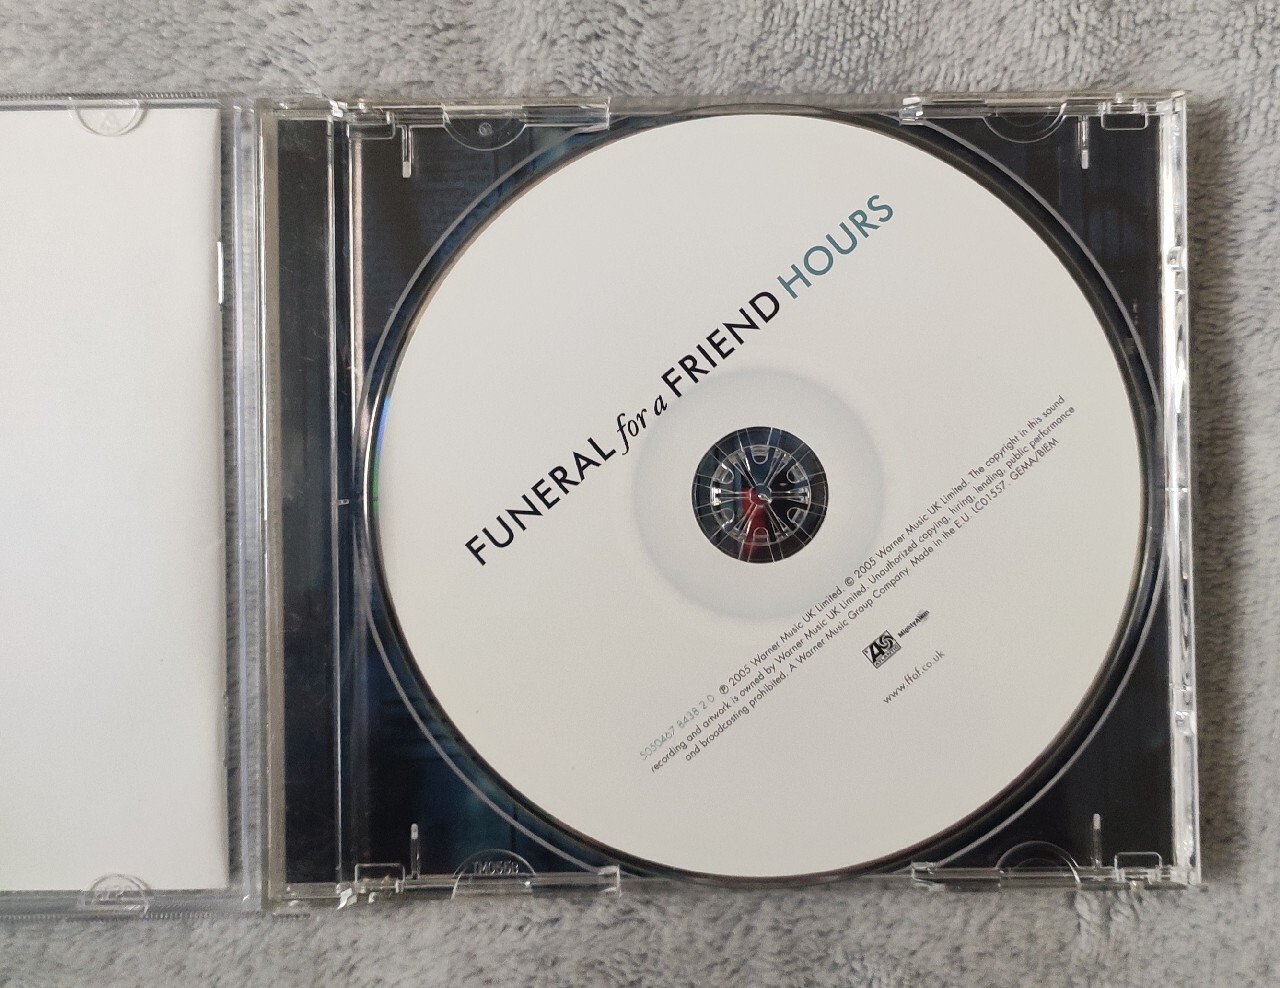 FUNERAL for a FRIEND HOURS
5050467 8438 2 0 ℗ 2005 Warner Music UK Limited. © 2005 Warner Music UK Limited. The copyright in this sound
recording and artwork is owned by Warner Music UK Limited. Unauthorized copying, hiring, lending, public performance
and broadcasting prohibited. A Warner Music Group Company. Made in the E.U. LC01557 . GEMA/BIEM
ATLANTIC
MightyAtom
www.ffaf.co.uk